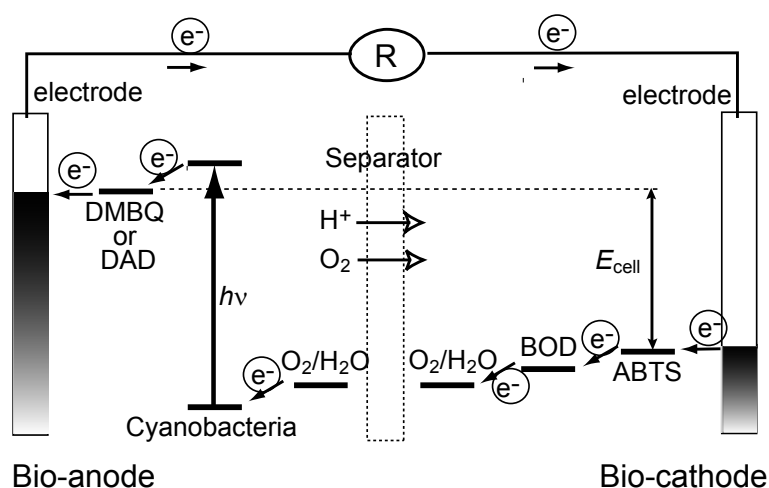 e-
e-
R
electrode
electrode
e-
e-
Separator
DMBQ
or
DAD
H+
O2
hν
Ecell
e-
O2/H2O
O2/H2O
BOD
e-
e-
e-
ABTS
Cyanobacteria
Bio-anode
Bio-cathode